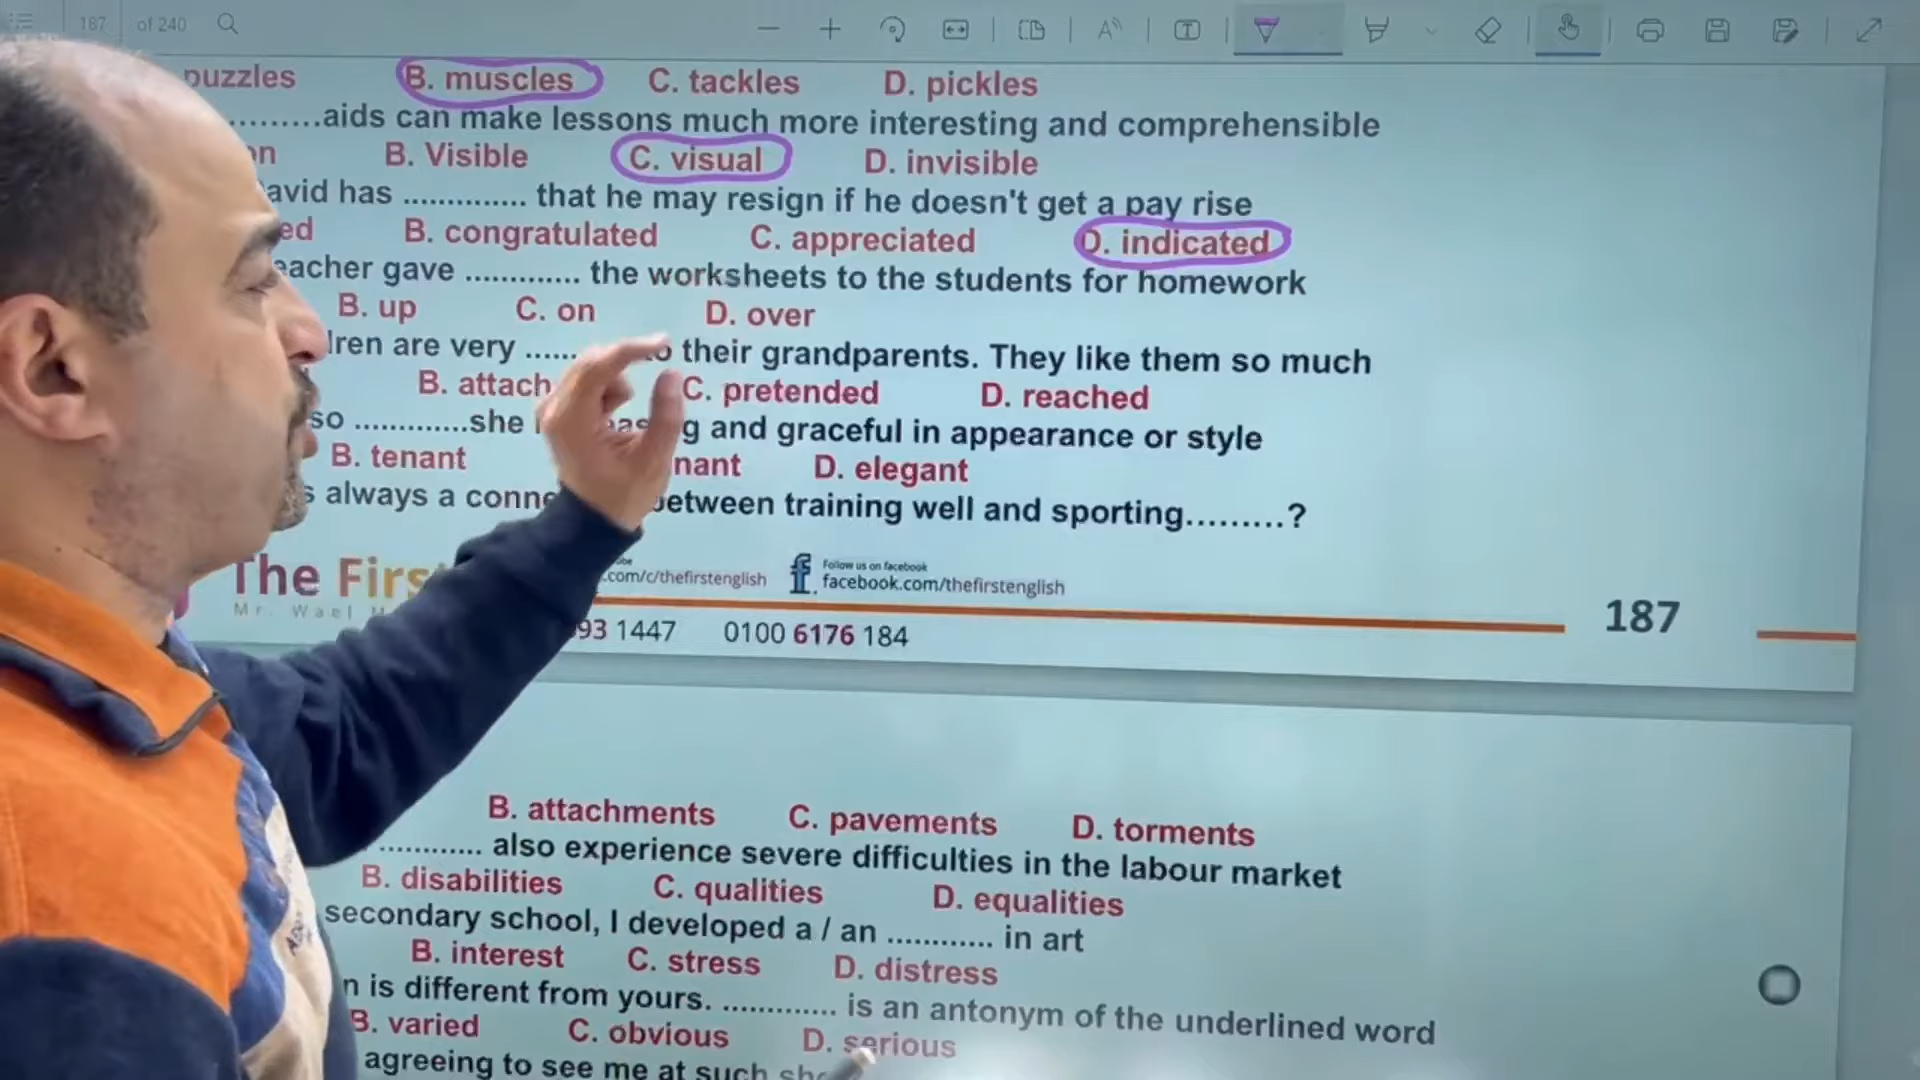 187 of 240
puzzles B. muscles C. tackles D. pickles
.........aids can make lessons much more interesting and comprehensible
on B. Visible C. visual D. invisible
avid has .............. that he may resign if he doesn't get a pay rise
ed B. congratulated C. appreciated D. indicated
eacher gave ............. the worksheets to the students for homework
B. up C. on D. over
dren are very ...... to their grandparents. They like them so much
B. attach C. pretended D. reached
so .............she g and graceful in appearance or style
B. tenant nant D. elegant
s always a conne between training well and sporting.........?
The Firs
Mr. Wael
.com/c/thefirstenglish
Follow us on facebook
facebook.com/thefirstenglish
93 1447 0100 6176 184
187
B. attachments C. pavements D. torments
............ also experience severe difficulties in the labour market
B. disabilities C. qualities D. equalities
secondary school, I developed a / an ............ in art
B. interest C. stress D. distress
n is different from yours. ............. is an antonym of the underlined word
B. varied C. obvious D. serious
agreeing to see me at such